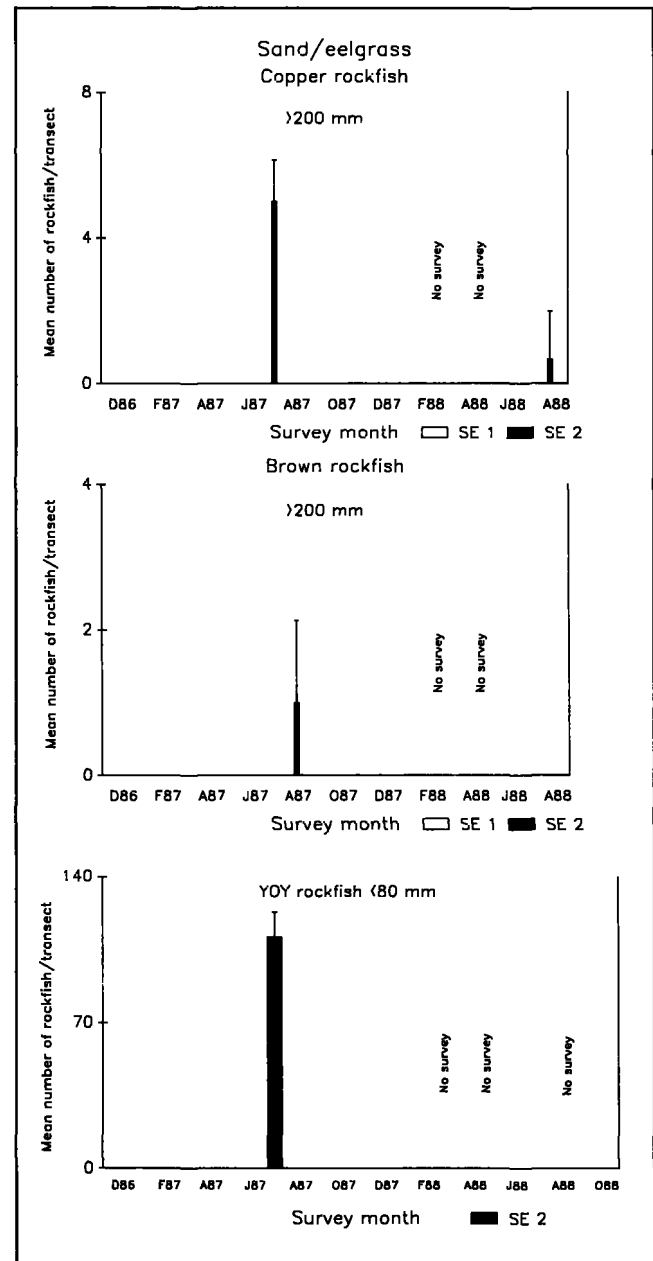 Sand/eelgrass
Copper rockfish
>200 mm
Mean number of rockfish/transect
8
4
0
No survey
No survey
D86 F87 A87 J87 A87 O87 D87 F88 A88 J88 A88
Survey month SE 1 SE 2
Brown rockfish
>200 mm
Mean number of rockfish/transect
4
2
0
No survey
No survey
D86 F87 A87 J87 A87 O87 D87 F88 A88 J88 A88
Survey month SE 1 SE 2
YOY rockfish <80 mm
Mean number of rockfish/transect
140
70
0
No survey
No survey
No survey
D86 F87 A87 J87 A87 O87 D87 F88 A88 J88 A88 O88
Survey month SE 2